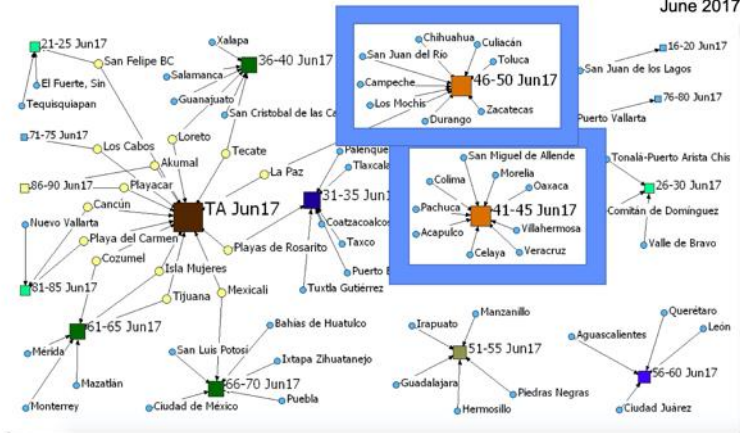 June 2017
21-25 Jun17
San Felipe BC
El Fuerte, Sin
Tequisquiapan
Xalapa
36-40 Jun17
Salamanca
Guanajuato
San Cristobal de las Ca
Chihuahua
Culiacán
San Juan del Río
Toluca
Campeche
46-50 Jun17
Los Mochis
Zacatecas
Durango
16-20 Jun17
San Juan de los Lagos
76-80 Jun17
Puerto Vallarta
71-75 Jun17
Los Cabos
Loreto
Tecate
Akumal
La Paz
86-90 Jun17
Playacar
Cancún
TA Jun17
Nuevo Vallarta
Playa del Carmen
Cozumel
Playas de Rosarito
Isla Mujeres
Tijuana
Mexicali
81-85 Jun17
Palenque
Tlaxcala
31-35 Jun1
Coatzacoalcos
Taxco
Puerto E
Tuxtla Gutiérrez
San Miguel de Allende
Colima
Morelia
Oaxaca
Pachuca
41-45 Jun17
Acapulco
Villahermosa
Celaya
Veracruz
Tonalá-Puerto Arista Chis
26-30 Jun17
Comitán de Domínguez
Valle de Bravo
61-65 Jun17
Mérida
Mazatlán
Monterrey
Bahías de Huatulco
San Luis Potosí
Ixtapa Zihuatanejo
66-70 Jun17
Puebla
Ciudad de México
Manzanillo
Irapuato
51-55 Jun17
Guadalajara
Piedras Negras
Hermosillo
Querétaro
León
Aguascalientes
56-60 Jun17
Ciudad Juárez